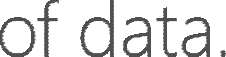 of data.